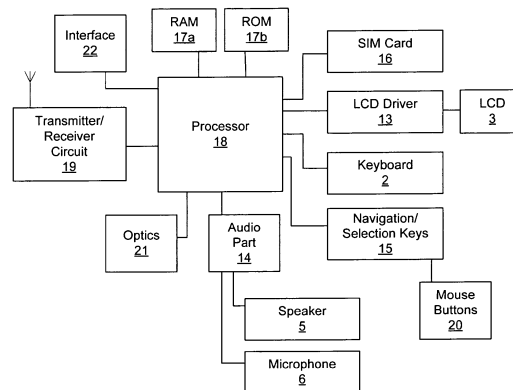 Interface
22
RAM
17a
ROM
17b
SIM Card
16
Transmitter/
Receiver
Circuit
19
Processor
18
LCD Driver
13
LCD
3
Keyboard
2
Optics
21
Audio
Part
14
Navigation/
Selection Keys
15
Mouse
Buttons
20
Speaker
5
Microphone
6